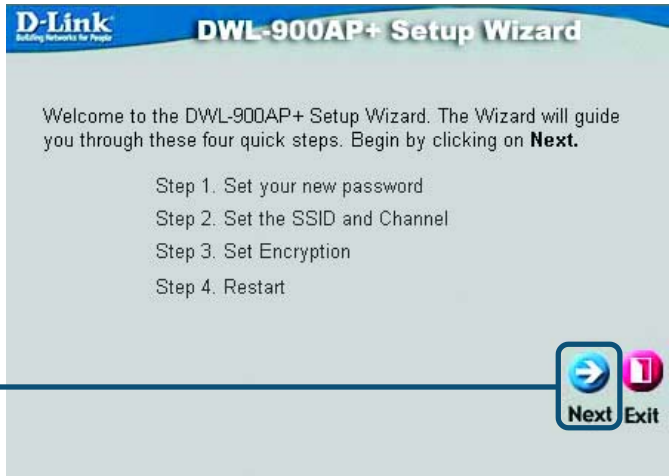 D-Link
Building Networks for People
DWL-900AP+ Setup Wizard
Welcome to the DWL-900AP+ Setup Wizard. The Wizard will guide
you through these four quick steps. Begin by clicking on Next.
Step 1. Set your new password
Step 2. Set the SSID and Channel
Step 3. Set Encryption
Step 4. Restart
Next Exit